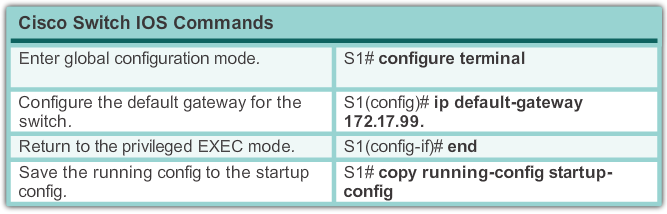 Cisco Switch IOS Commands
Enter global configuration mode.
S1# configure terminal
Configure the default gateway for the
switch.
S1(config)# ip default-gateway
172.17.99.
Return to the privileged EXEC mode.
S1(config-if)# end
Save the running config to the startup
config.
S1# copy running-config startup-
config